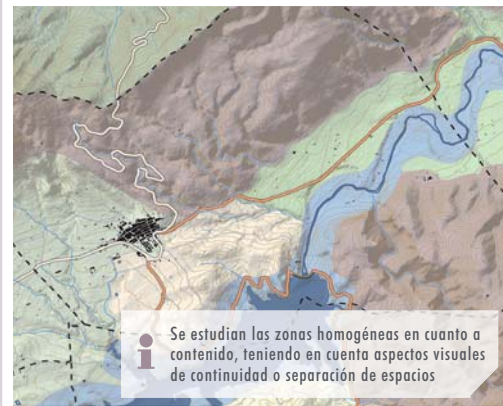 Se estudian las zonas homogéneas en cuanto a
contenido, teniendo en cuenta aspectos visuales
de continuidad o separación de espacios